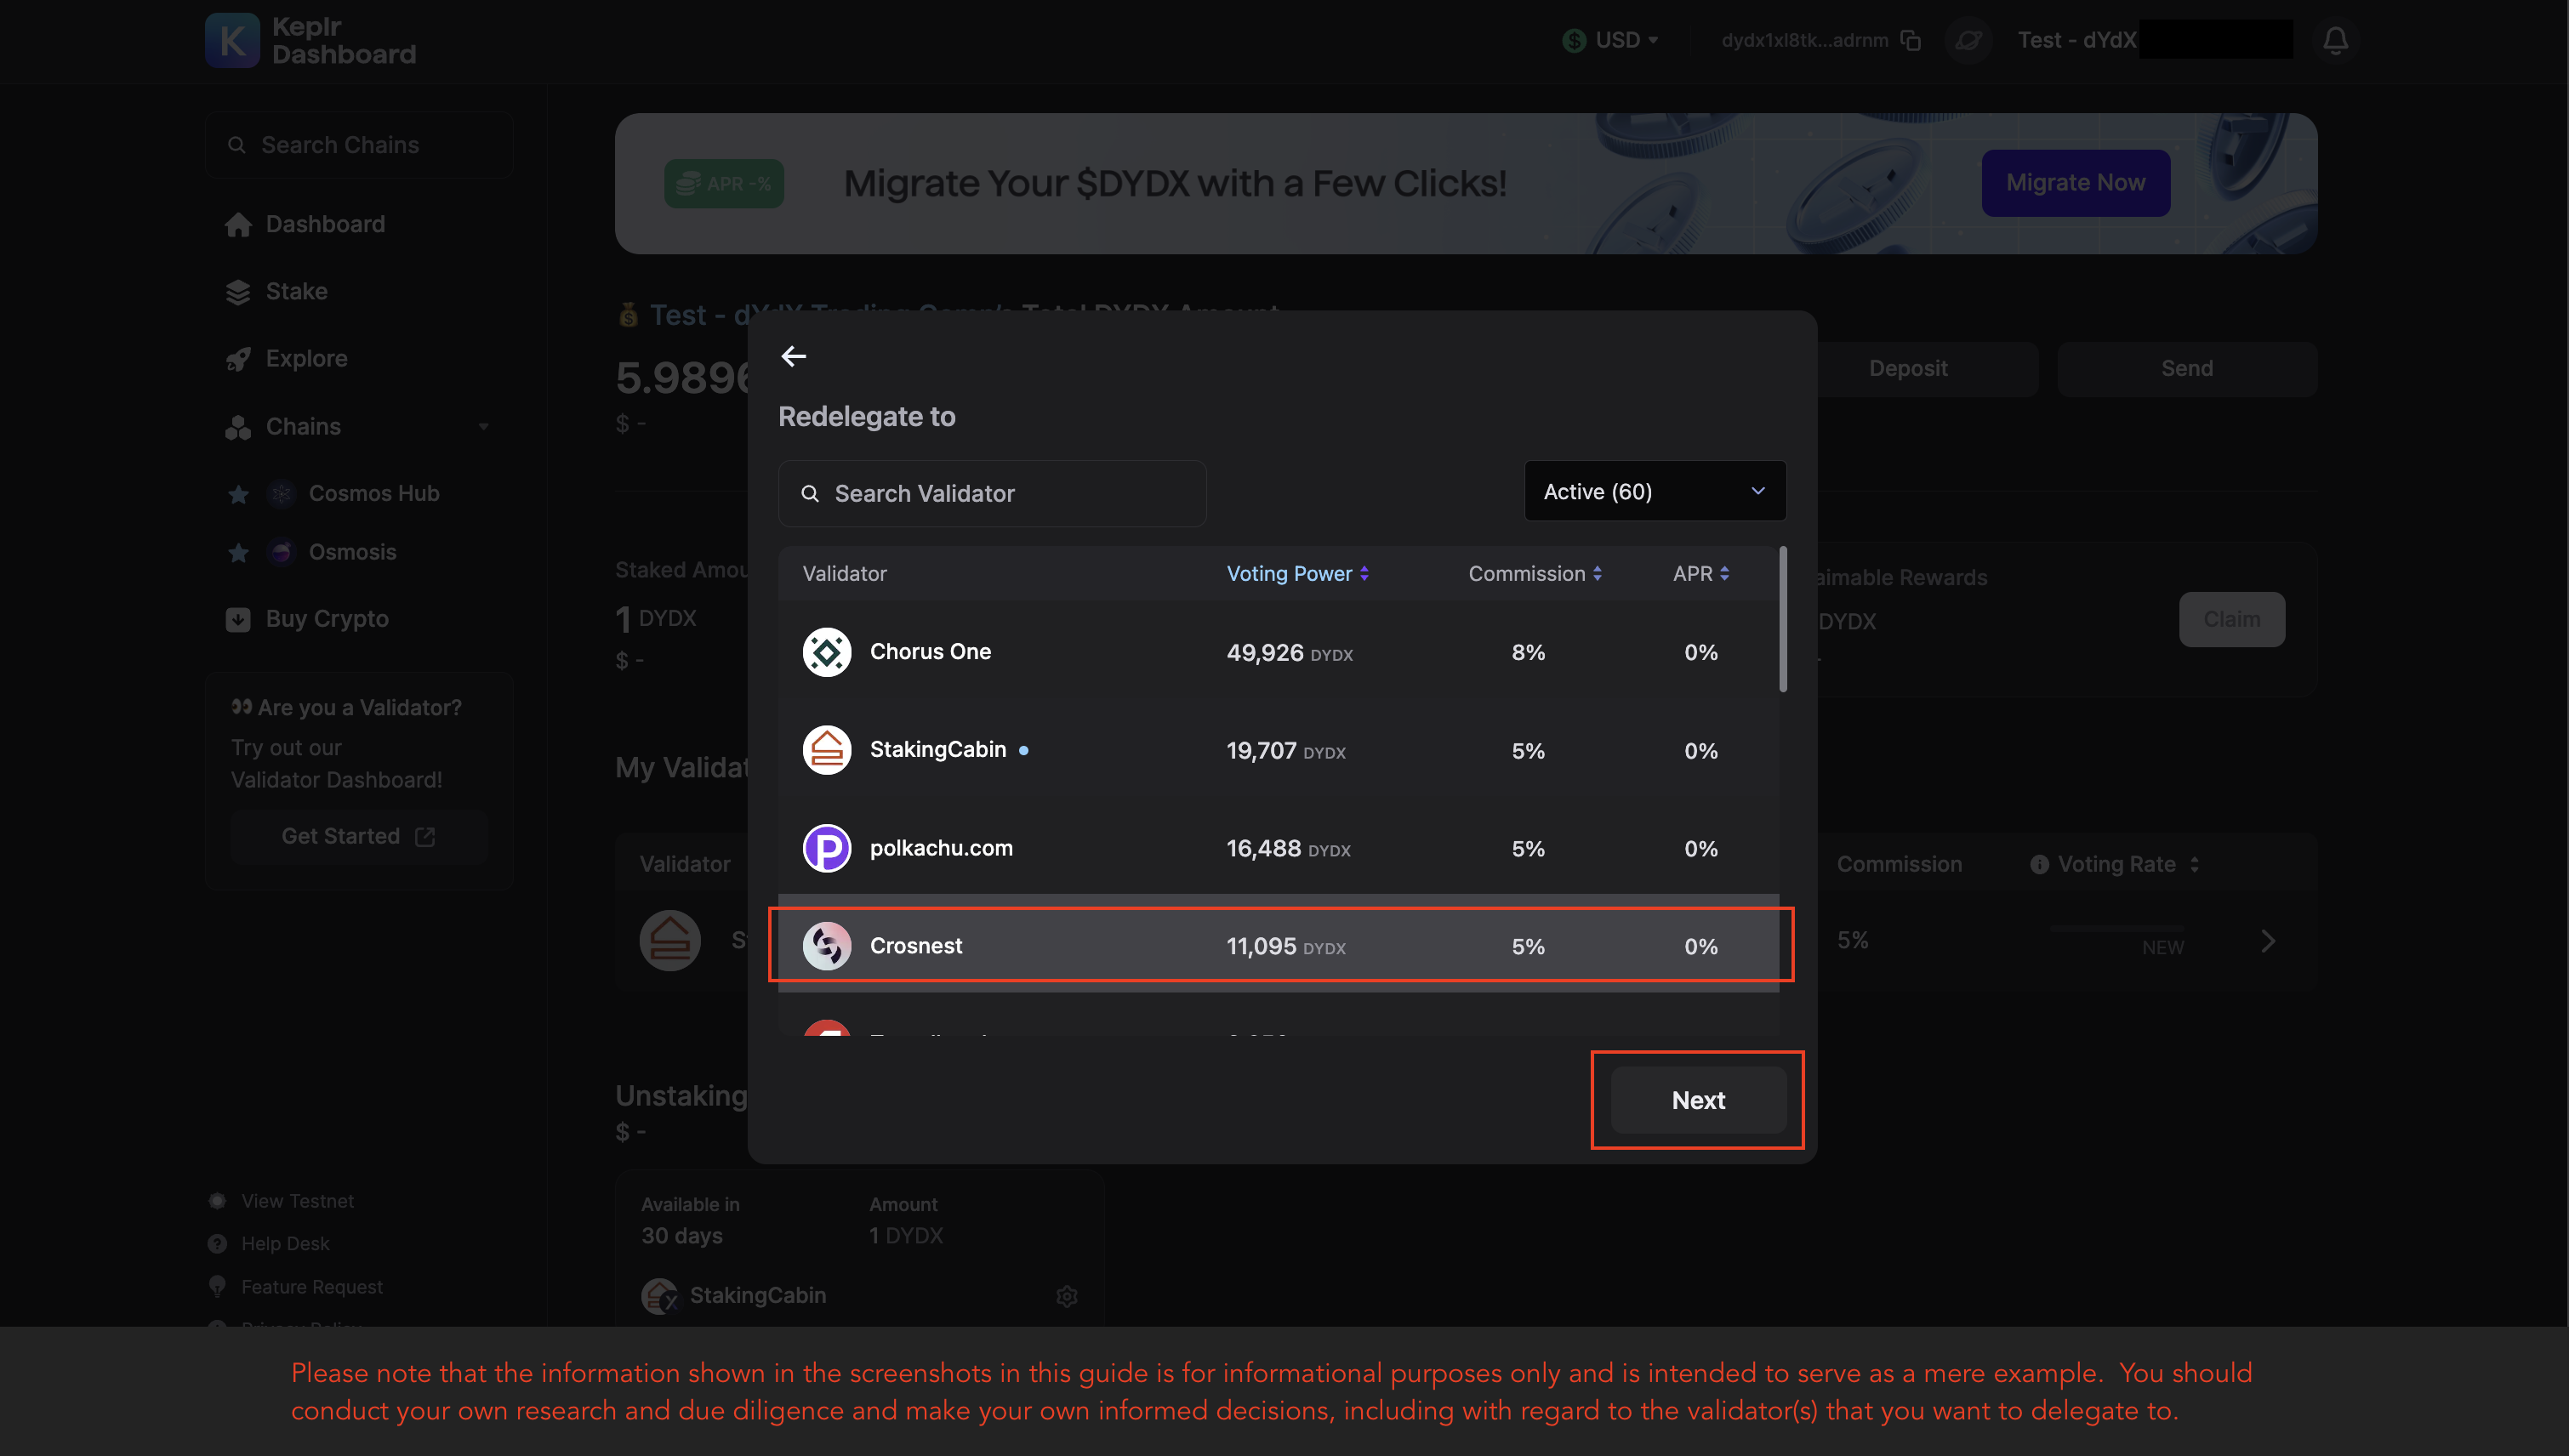 Keplr
Dashboard
USD
dydx1xl8tk...adrnm
Test - dYdX
Search Chains
Dashboard
Stake
Explore
Chains
Cosmos Hub
Osmosis
Buy Crypto
Are you a Validator?
Try out our
Validator Dashboard!
Get Started
View Testnet
Help Desk
Feature Request
Privacy Policy
APR -%
Migrate Your $DYDX with a Few Clicks!
Migrate Now
Test - dYdX Trading Corp's Total DYDX Amount
5.9896
$ -
Deposit
Send
Staked Amou
1 DYDX
$ -
aimable Rewards
DYDX
Claim
My Validat
Validator
Commission
Voting Rate
5%
NEW
Unstaking
$ -
Available in
Amount
30 days
1 DYDX
StakingCabin
Redelegate to
Search Validator
Active (60)
Validator
Voting Power
Commission
APR
Chorus One
49,926 DYDX
8%
0%
StakingCabin
19,707 DYDX
5%
0%
polkachu.com
16,488 DYDX
5%
0%
Crosnest
11,095 DYDX
5%
0%
Next
Please note that the information shown in the screenshots in this guide is for informational purposes only and is intended to serve as a mere example. You should
conduct your own research and due diligence and make your own informed decisions, including with regard to the validator(s) that you want to delegate to.